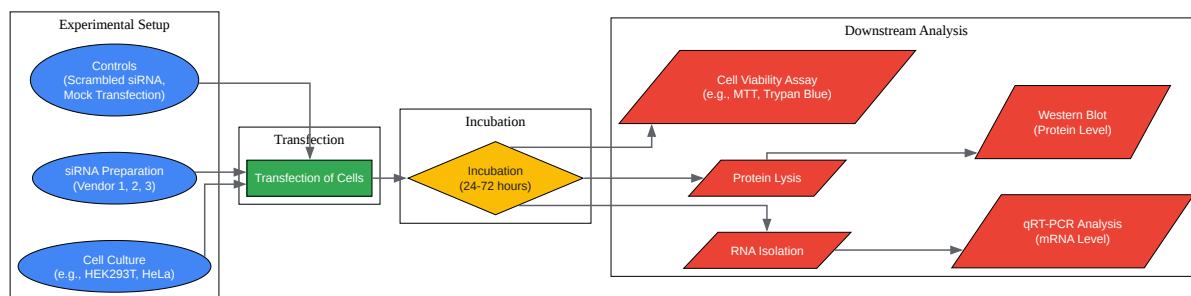 Experimental Setup
Controls
(Scrambled siRNA,
Mock Transfection)
siRNA Preparation
(Vendor 1, 2, 3)
Cell Culture
(e.g., HEK293T, HeLa)
Transfection
Transfection of Cells
Incubation
Incubation
(24-72 hours)
Downstream Analysis
Cell Viability Assay
(e.g., MTT, Trypan Blue)
Protein Lysis
RNA Isolation
Western Blot
(Protein Level)
qRT-PCR Analysis
(mRNA Level)